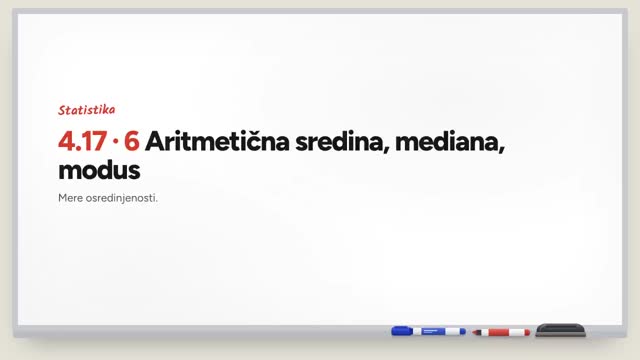 Statistika
4.17 · 6 Aritmetična sredina, mediana,
modus
Mere osredinjenosti.